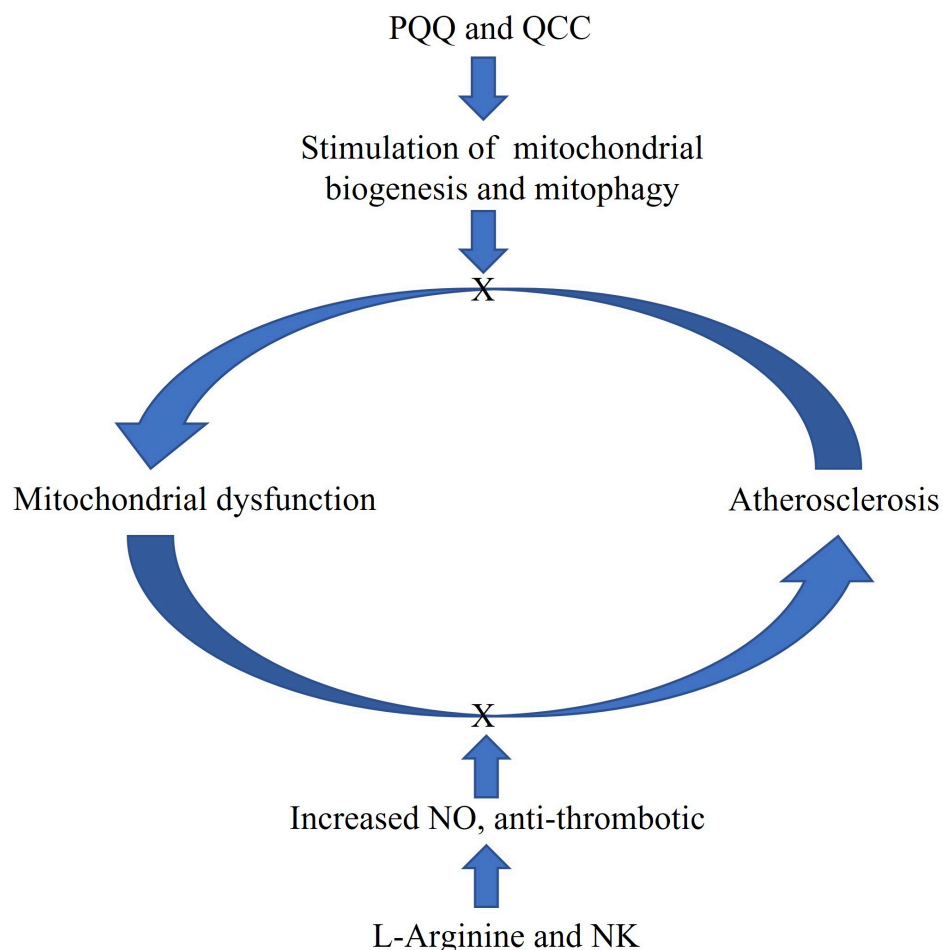 PQQ and QCC
Stimulation of mitochondrial
biogenesis and mitophagy
X
Mitochondrial dysfunction
Atherosclerosis
X
Increased NO, anti-thrombotic
L-Arginine and NK